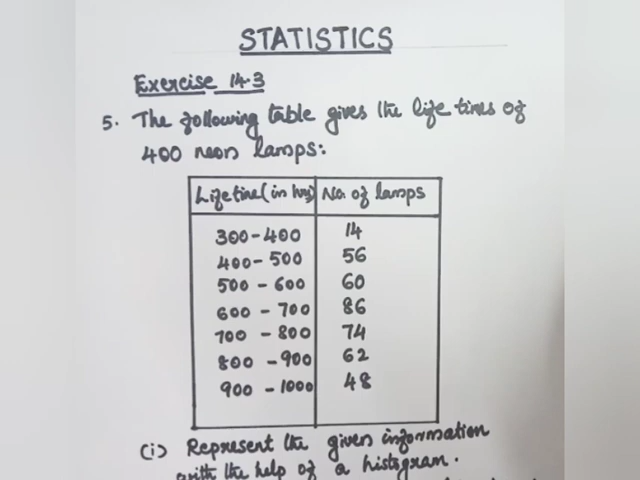 STATISTICS
Exercise 14.3
5. The following table gives the life times of
400 neon lamps:
Life time (in hrs) No. of lamps
300-400 14
400-500 56
500-600 60
600-700 86
700-800 74
800-900 62
900-1000 48
(i) Represent the given information
with the help of a histogram.